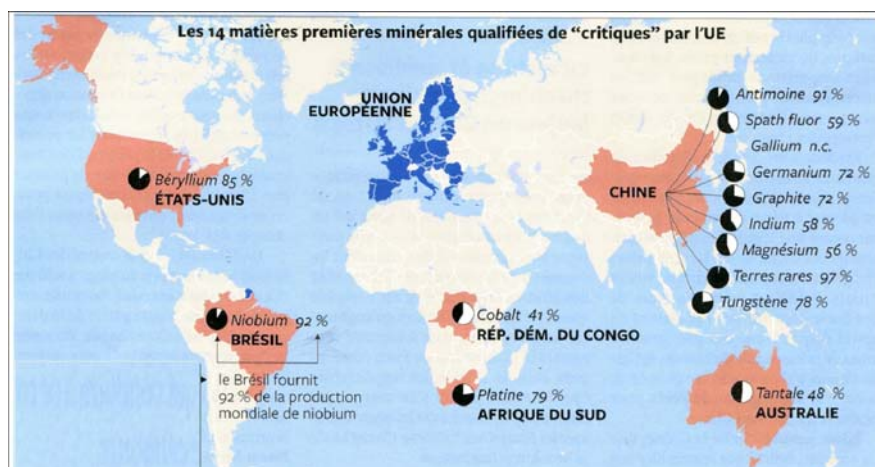 Les 14 matières premières minérales qualifiées de “critiques” par l'UE
UNION
EUROPÉENNE
Béryllium 85 %
ÉTATS-UNIS
Niobium 92 %
BRÉSIL
le Brésil fournit
92 % de la production
mondiale de niobium
Cobalt 41 %
RÉP. DÉM. DU CONGO
Platine 79 %
AFRIQUE DU SUD
CHINE
Antimoine 91 %
Spath fluor 59 %
Gallium n.c.
Germanium 72 %
Graphite 72 %
Indium 58 %
Magnésium 56 %
Terres rares 97 %
Tungstène 78 %
Tantale 48 %
AUSTRALIE